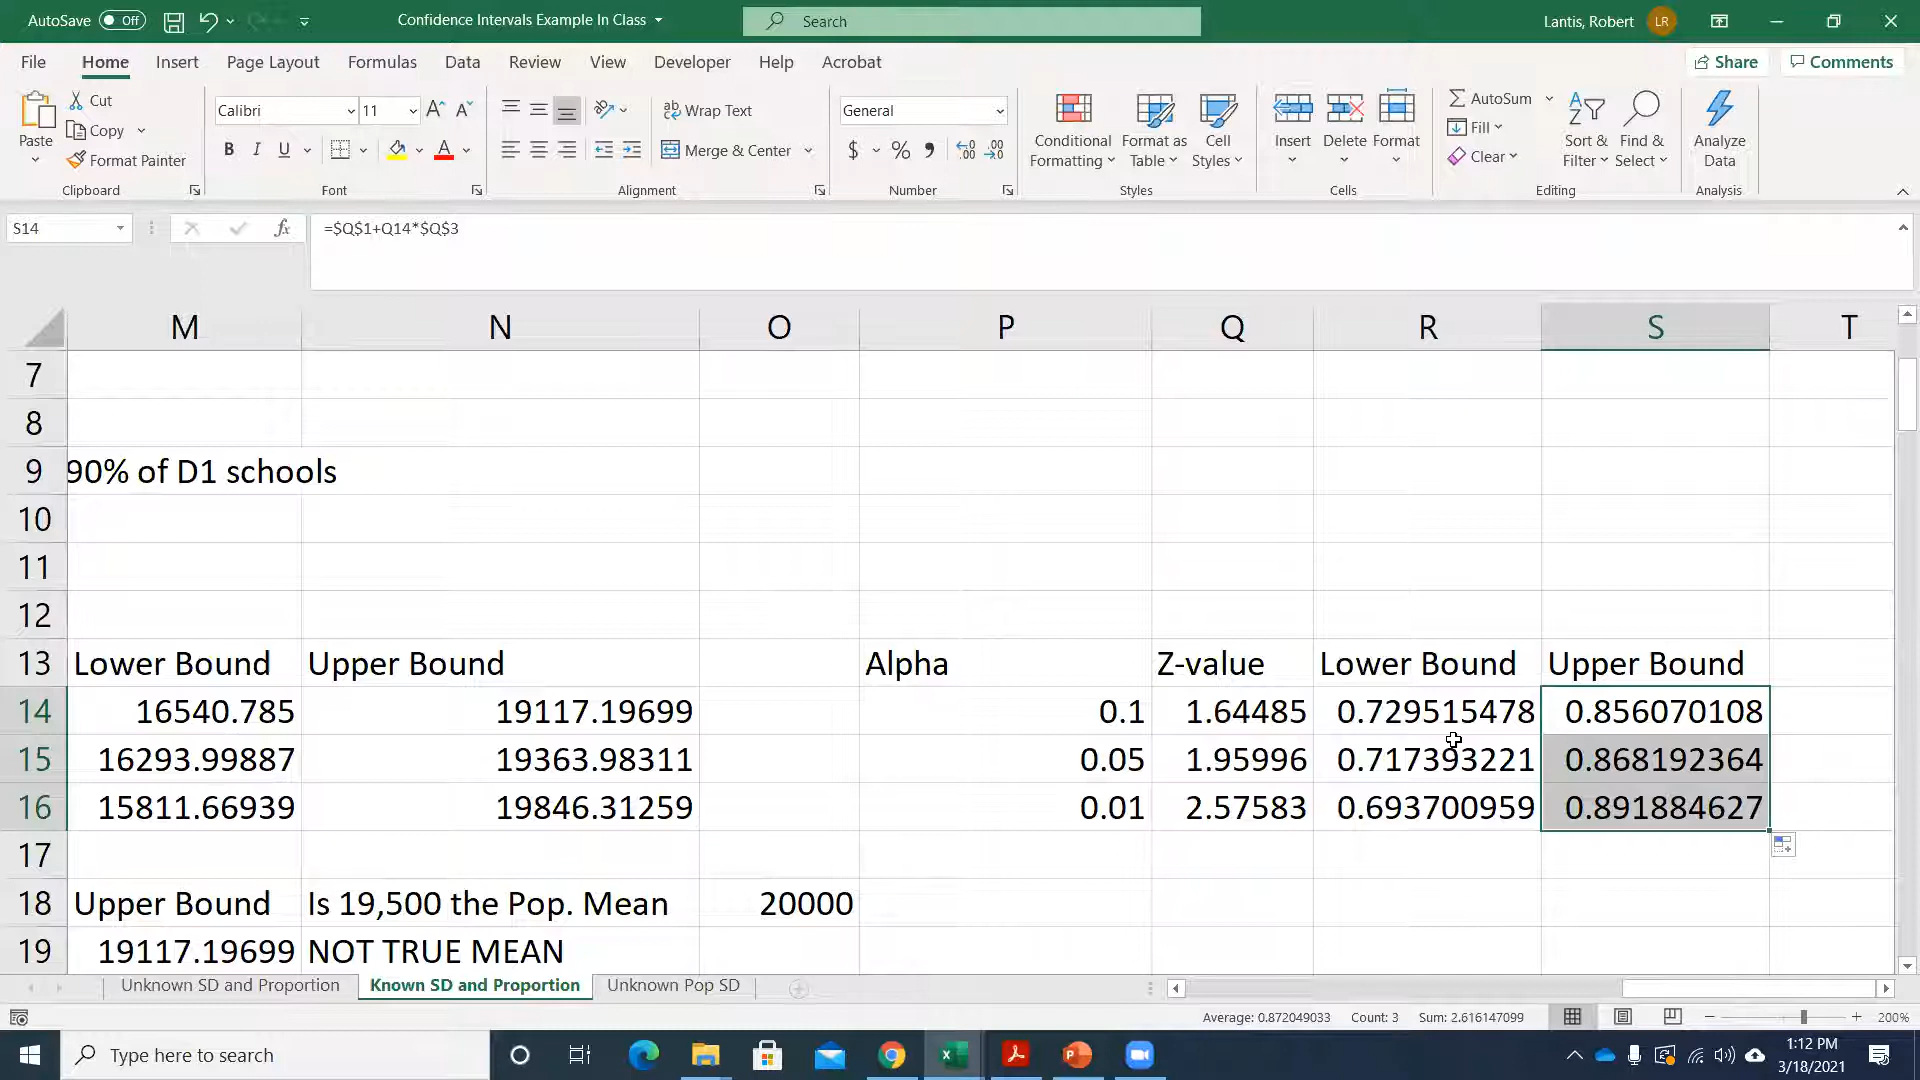 AutoSave Off
Confidence Intervals Example In Class
Search
Lantis, Robert LR
File Home Insert Page Layout Formulas Data Review View Developer Help Acrobat
Share Comments
Paste
Cut
Copy
Format Painter
Clipboard
Calibri 11
B I U
Font
Wrap Text
Merge & Center
Alignment
General
$ % 9
Number
Conditional Formatting
Format as Table
Cell Styles
Styles
Insert Delete Format
Cells
AutoSum
Fill
Clear
Sort & Filter
Find & Select
Editing
Analyze Data
Analysis
S14
fx
=$Q$1+Q14*$Q$3
M N O P Q R S T
7
8
9 90% of D1 schools
10
11
12
13 Lower Bound Upper Bound Alpha Z-value Lower Bound Upper Bound
14 16540.785 19117.19699 0.1 1.64485 0.729515478 0.856070108
15 16293.99887 19363.98311 0.05 1.95996 0.717393221 0.868192364
16 15811.66939 19846.31259 0.01 2.57583 0.693700959 0.891884627
17
18 Upper Bound Is 19,500 the Pop. Mean 20000
19 19117.19699 NOT TRUE MEAN
Unknown SD and Proportion Known SD and Proportion Unknown Pop SD
Average: 0.872049033 Count: 3 Sum: 2.616147099 200%
Type here to search
1:12 PM
3/18/2021